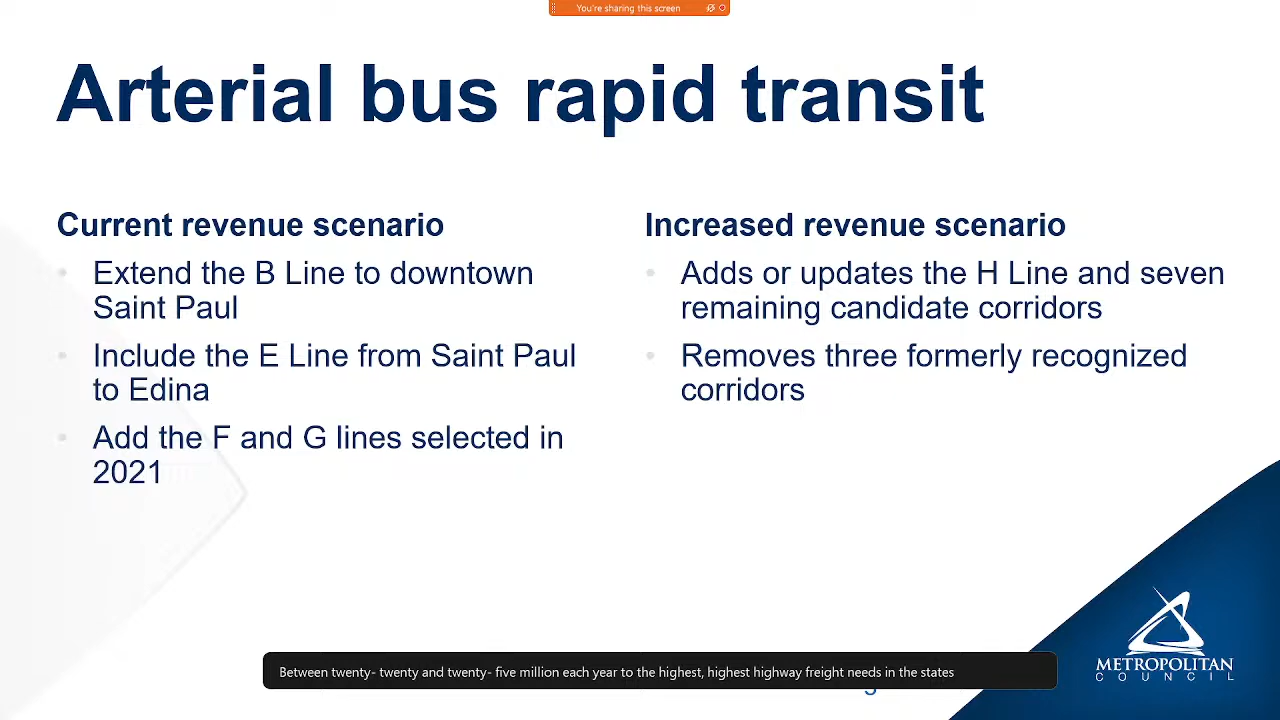 You're sharing this screen
Arterial bus rapid transit
Current revenue scenario
Extend the B Line to downtown
Saint Paul
Include the E Line from Saint Paul
to Edina
Add the F and G lines selected in
2021
Increased revenue scenario
Adds or updates the H Line and seven
remaining candidate corridors
Removes three formerly recognized
corridors
Between twenty- twenty and twenty- five million each year to the highest, highest highway freight needs in the states
METROPOLITAN
COUNCIL